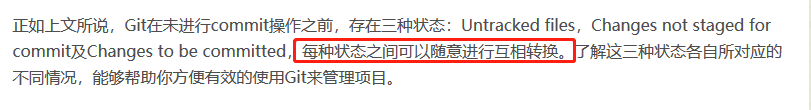 正如上文所说，Git在未进行commit操作之前，存在三种状态：Untracked files，Changes not staged for
commit及Changes to be committed，每种状态之间可以随意进行互相转换。了解这三种状态各自所对应的
不同情况，能够帮助你方便有效的使用Git来管理项目。